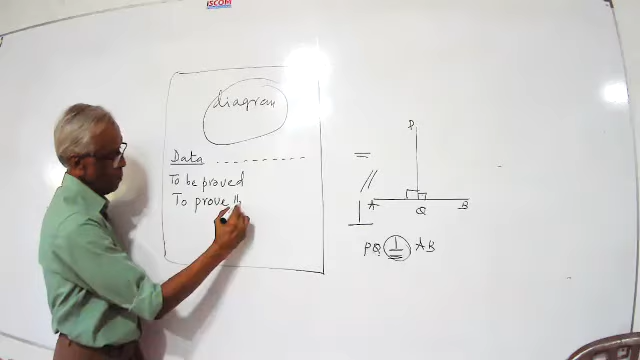 ISCOM
diagram
Data
To be proved
To prove
P
A
Q
B
PQ ⊥ AB